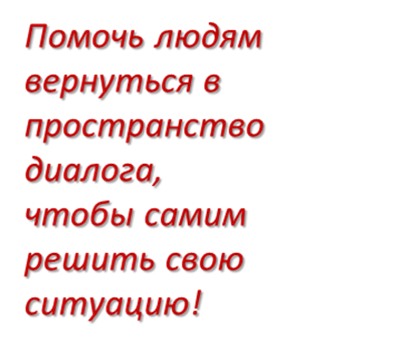 Помочь людям
вернуться в
пространство
диалога,
чтобы самим
решить свою
ситуацию!